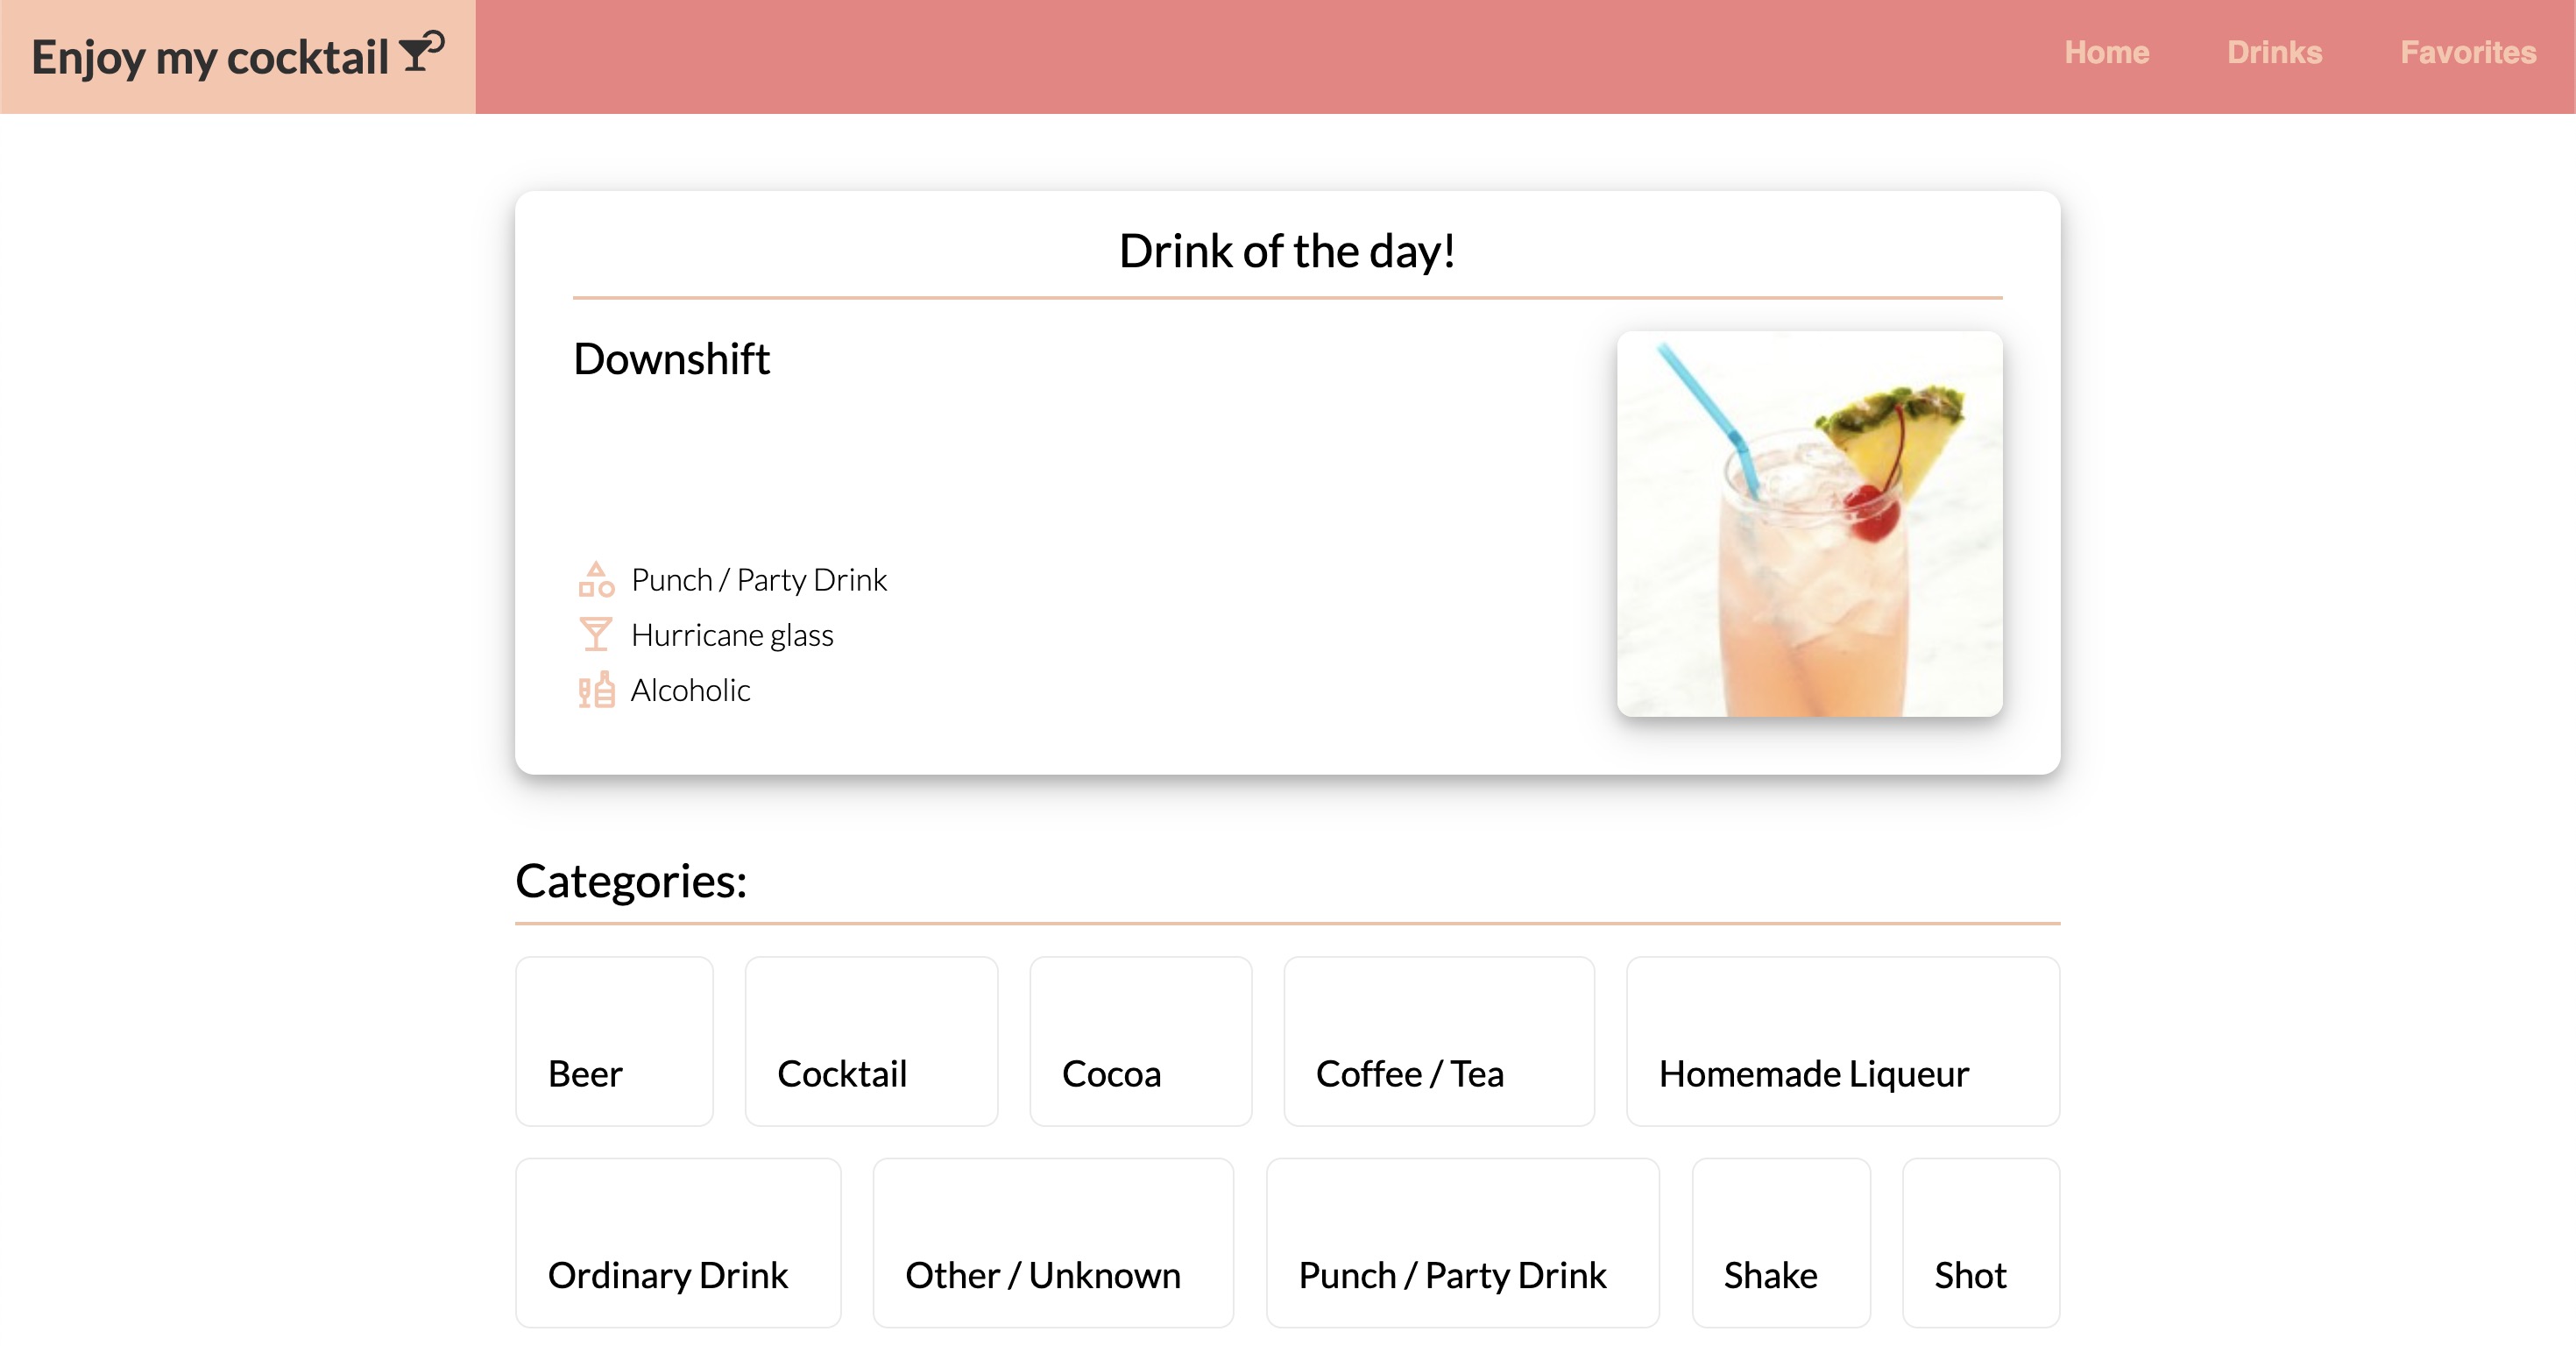 Enjoy my cocktail
Home Drinks Favorites
Drink of the day!
Downshift
Punch / Party Drink
Hurricane glass
Alcoholic
Categories:
Beer Cocktail Cocoa Coffee / Tea Homemade Liqueur
Ordinary Drink Other / Unknown Punch / Party Drink Shake Shot